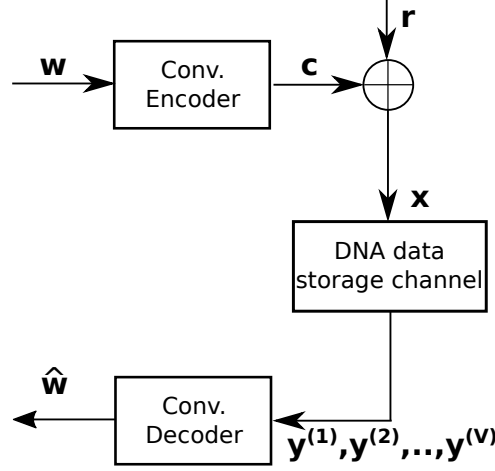 r
w
Conv.
Encoder
c
x
DNA data
storage channel
ŵ
Conv.
Decoder
y(1),y(2),..,y(V)